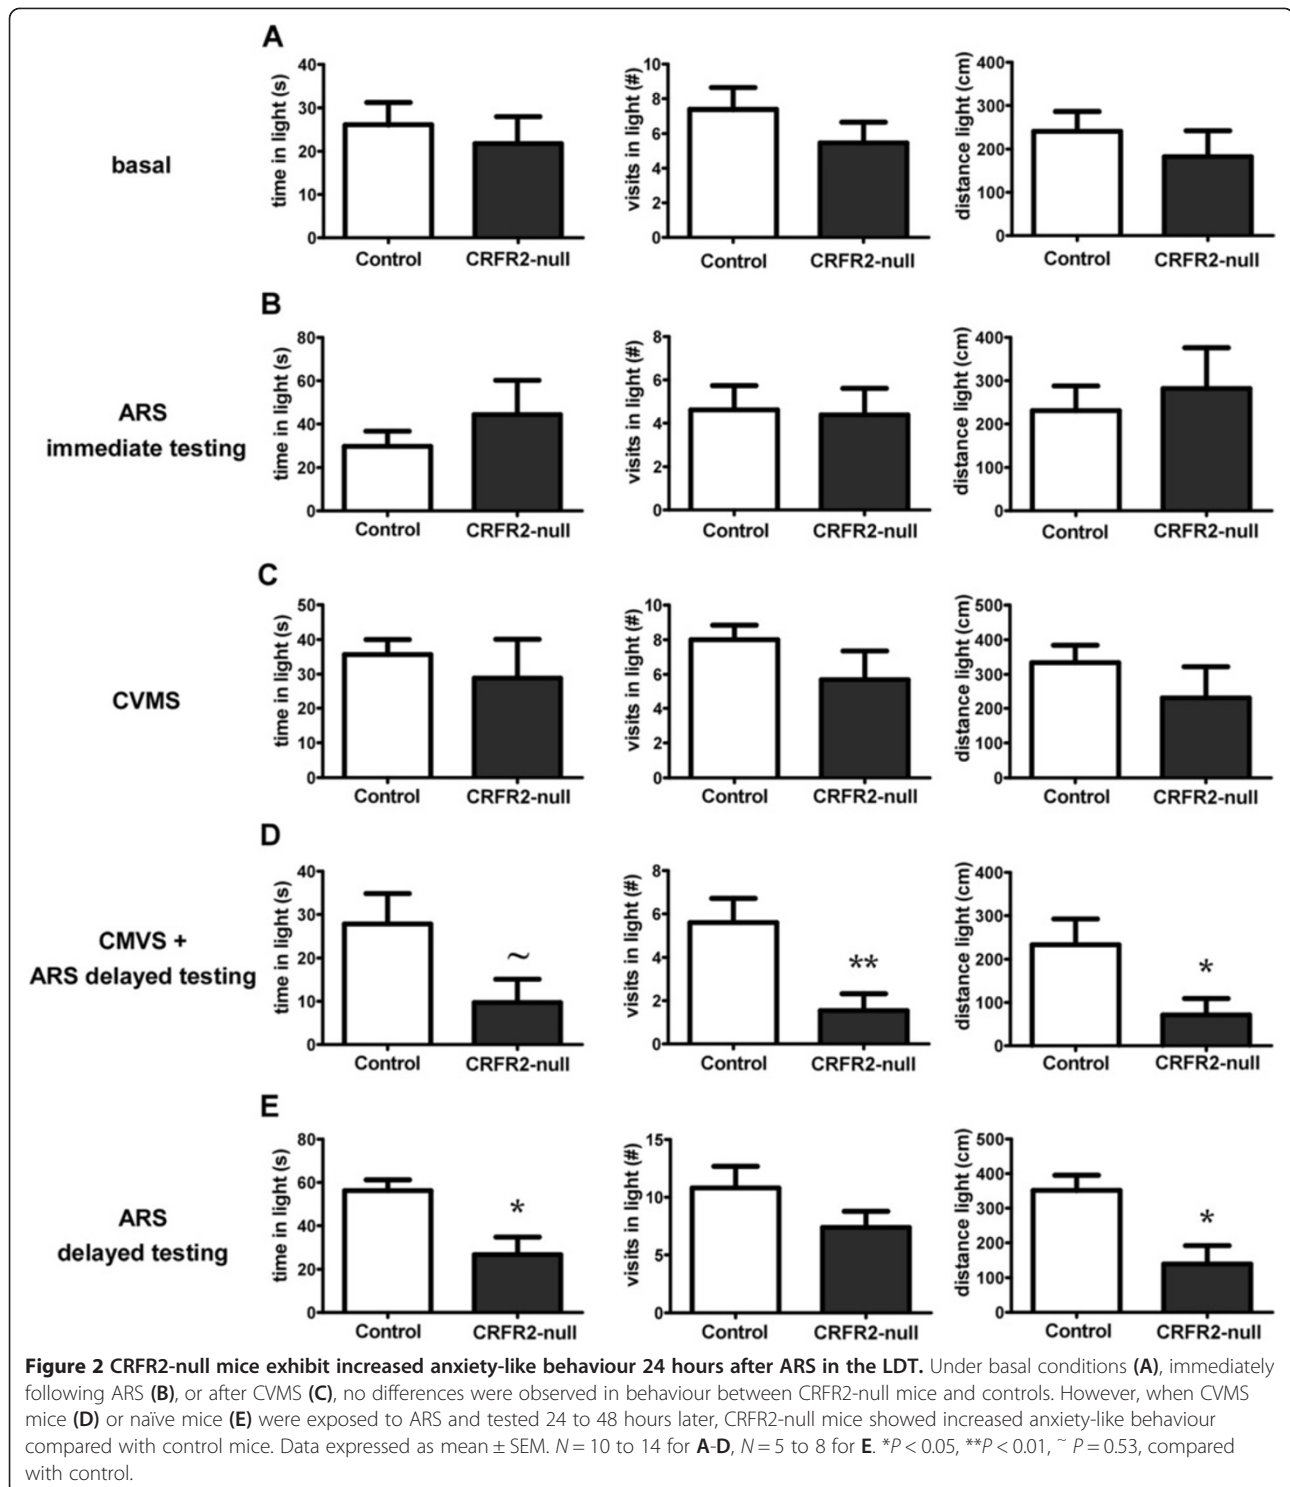 A
basal
time in light (s)
40
30
20
10
0
Control CRFR2-null
visits in light (#)
10
8
6
4
2
0
Control CRFR2-null
distance light (cm)
400
300
200
100
0
Control CRFR2-null
B
ARS
immediate testing
time in light (s)
80
60
40
20
0
Control CRFR2-null
visits in light (#)
8
6
4
2
0
Control CRFR2-null
distance light (cm)
400
300
200
100
0
Control CRFR2-null
C
CVMS
time in light (s)
50
40
30
20
10
0
Control CRFR2-null
visits in light (#)
10
8
6
4
2
0
Control CRFR2-null
distance light (cm)
500
400
300
200
100
0
Control CRFR2-null
D
CMVS +
ARS delayed testing
time in light (s)
40
30
20
10
0
~
Control CRFR2-null
visits in light (#)
8
6
4
2
0
**
Control CRFR2-null
distance light (cm)
400
300
200
100
0
*
Control CRFR2-null
E
ARS
delayed testing
time in light (s)
80
60
40
20
0
*
Control CRFR2-null
visits in light (#)
15
10
5
0
Control CRFR2-null
distance light (cm)
500
400
300
200
100
0
*
Control CRFR2-null
Figure 2 CRFR2-null mice exhibit increased anxiety-like behaviour 24 hours after ARS in the LDT. Under basal conditions (A), immediately
following ARS (B), or after CVMS (C), no differences were observed in behaviour between CRFR2-null mice and controls. However, when CVMS
mice (D) or naïve mice (E) were exposed to ARS and tested 24 to 48 hours later, CRFR2-null mice showed increased anxiety-like behaviour
compared with control mice. Data expressed as mean ± SEM. N = 10 to 14 for A-D, N = 5 to 8 for E. *P < 0.05, **P < 0.01, ~ P = 0.53, compared
with control.